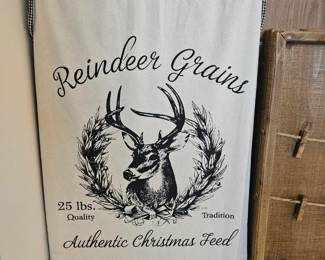 Reindeer Grains
25 lbs.
Quality Tradition
Authentic Christmas Feed